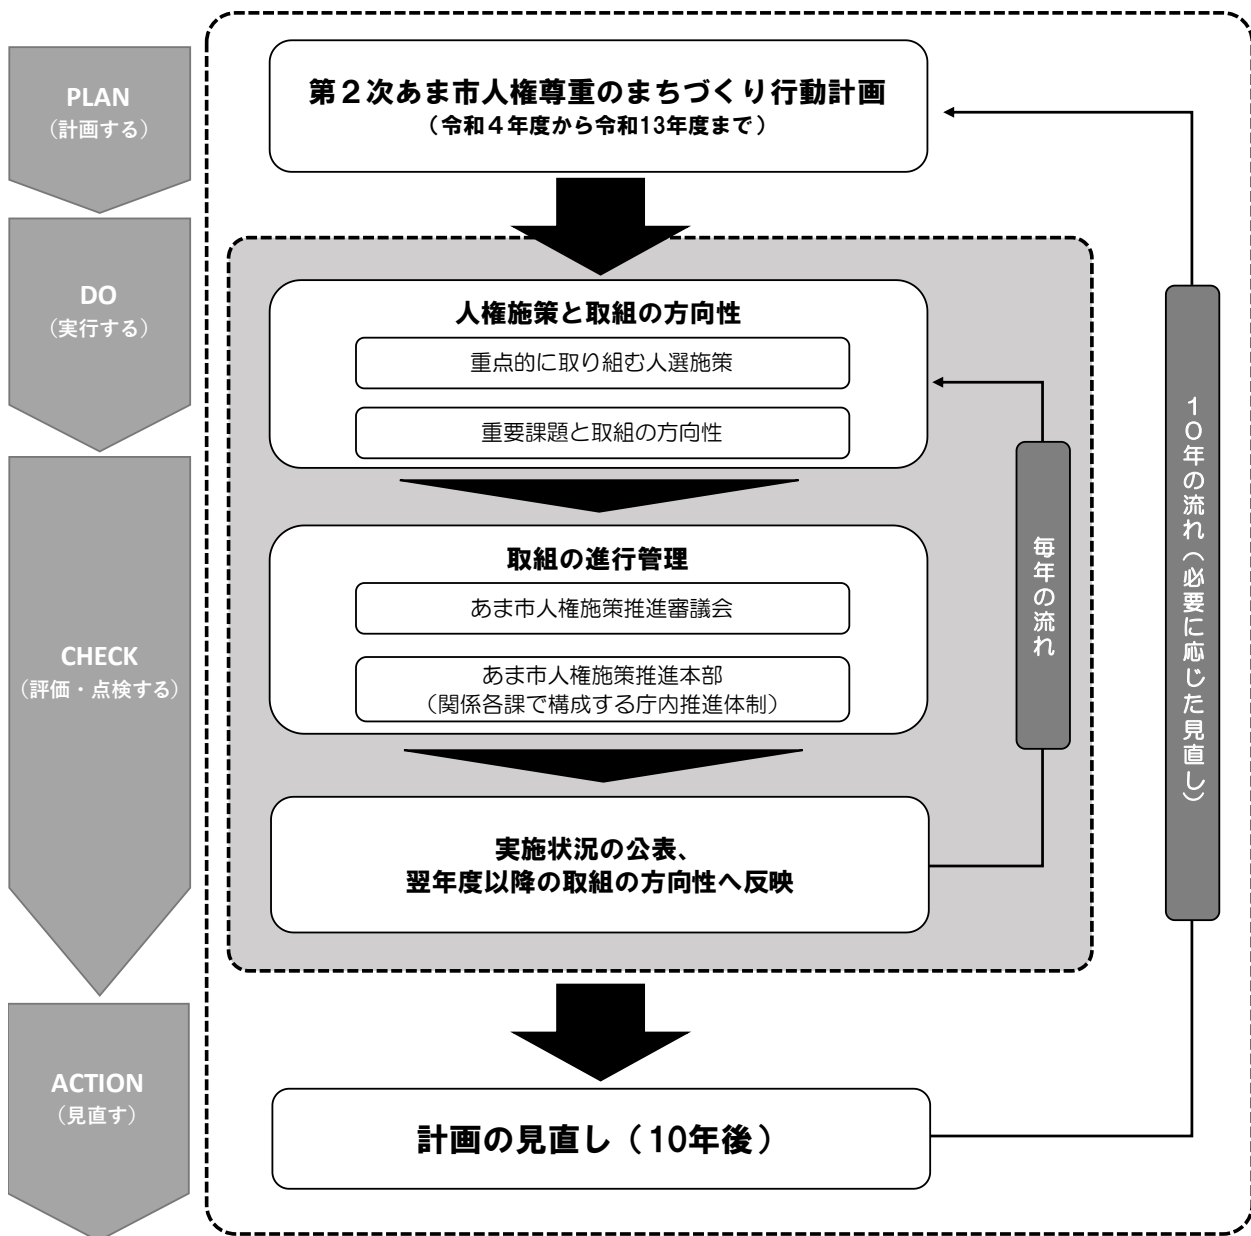 PLAN
（計画する）
第２次あま市人権尊重のまちづくり行動計画
（令和４年度から令和13年度まで）
DO
（実行する）
人権施策と取組の方向性
重点的に取り組む人選施策
重要課題と取組の方向性
CHECK
（評価・点検する）
取組の進行管理
あま市人権施策推進審議会
あま市人権施策推進本部
（関係各課で構成する庁内推進体制）
実施状況の公表、
翌年度以降の取組の方向性へ反映
毎年の流れ
１０年の流れ（必要に応じた見直し）
ACTION
（見直す）
計画の見直し（10年後）